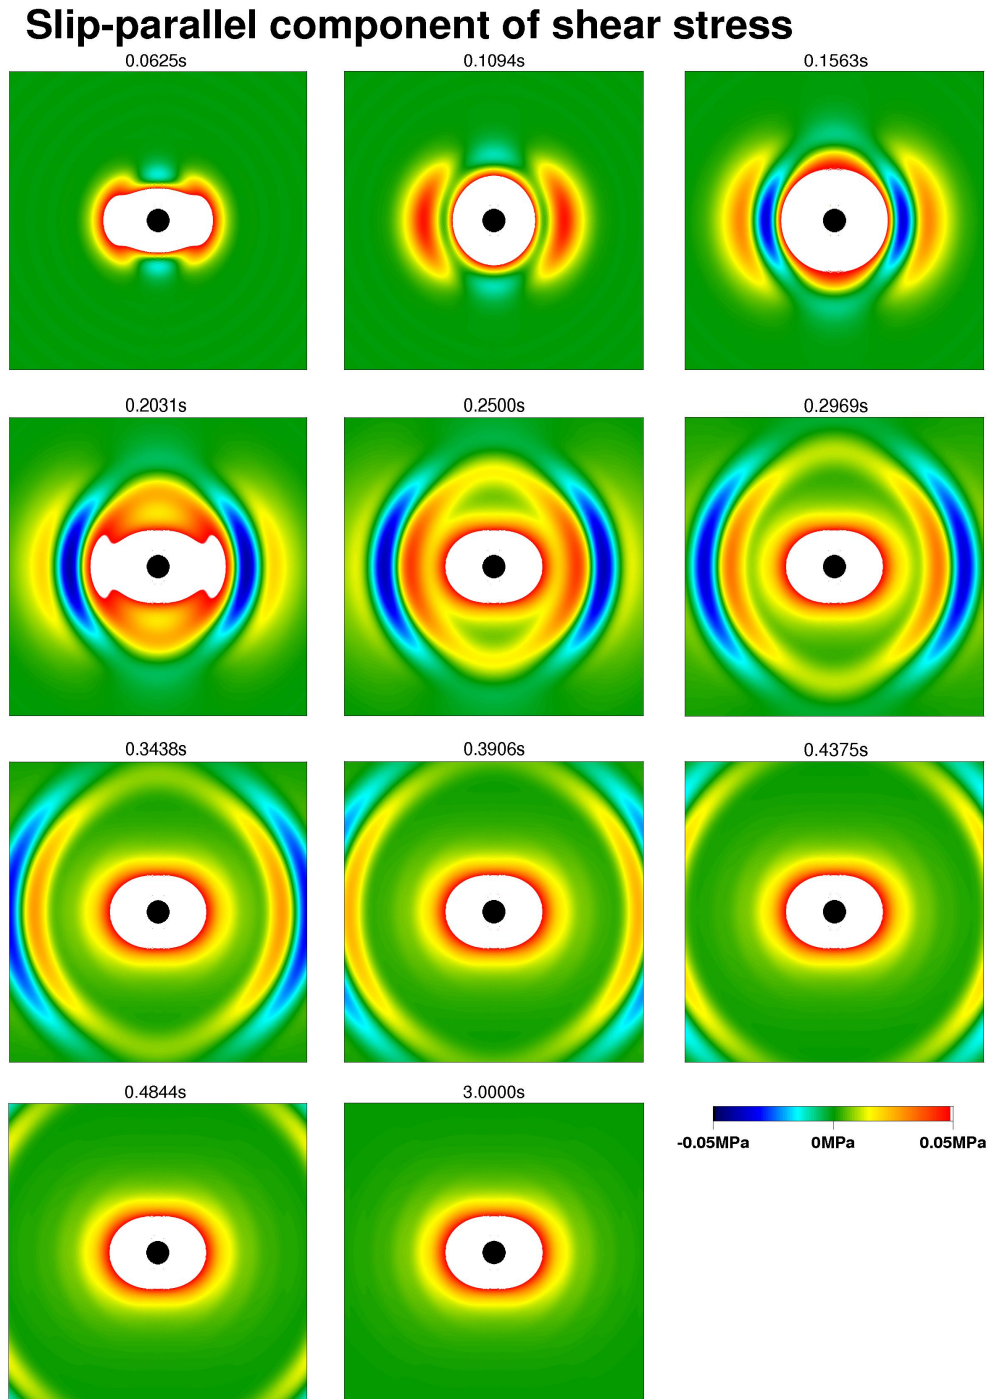 Slip-parallel component of shear stress
0.0625s
0.1094s
0.1563s
0.2031s
0.2500s
0.2969s
0.3438s
0.3906s
0.4375s
0.4844s
3.0000s
-0.05MPa
0MPa
0.05MPa